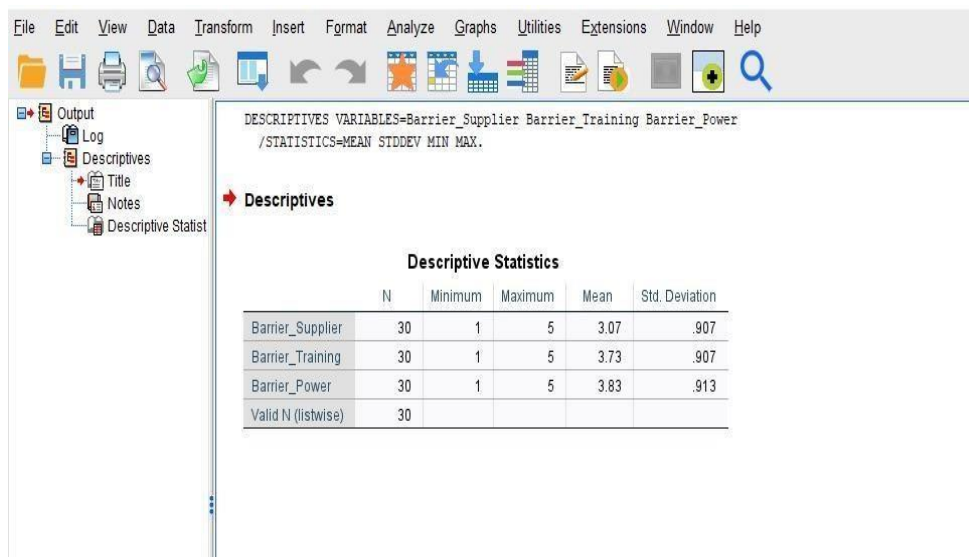 File Edit View Data Transform Insert Format Analyze Graphs Utilities Extensions Window Help
Output
Log
Descriptives
Title
Notes
Descriptive Statist
DESCRIPTIVES VARIABLES=Barrier_Supplier Barrier_Training Barrier_Power
/STATISTICS=MEAN STDDEV MIN MAX.
Descriptives
Descriptive Statistics
N Minimum Maximum Mean Std. Deviation
Barrier_Supplier 30 1 5 3.07 .907
Barrier_Training 30 1 5 3.73 .907
Barrier_Power 30 1 5 3.83 .913
Valid N (listwise) 30